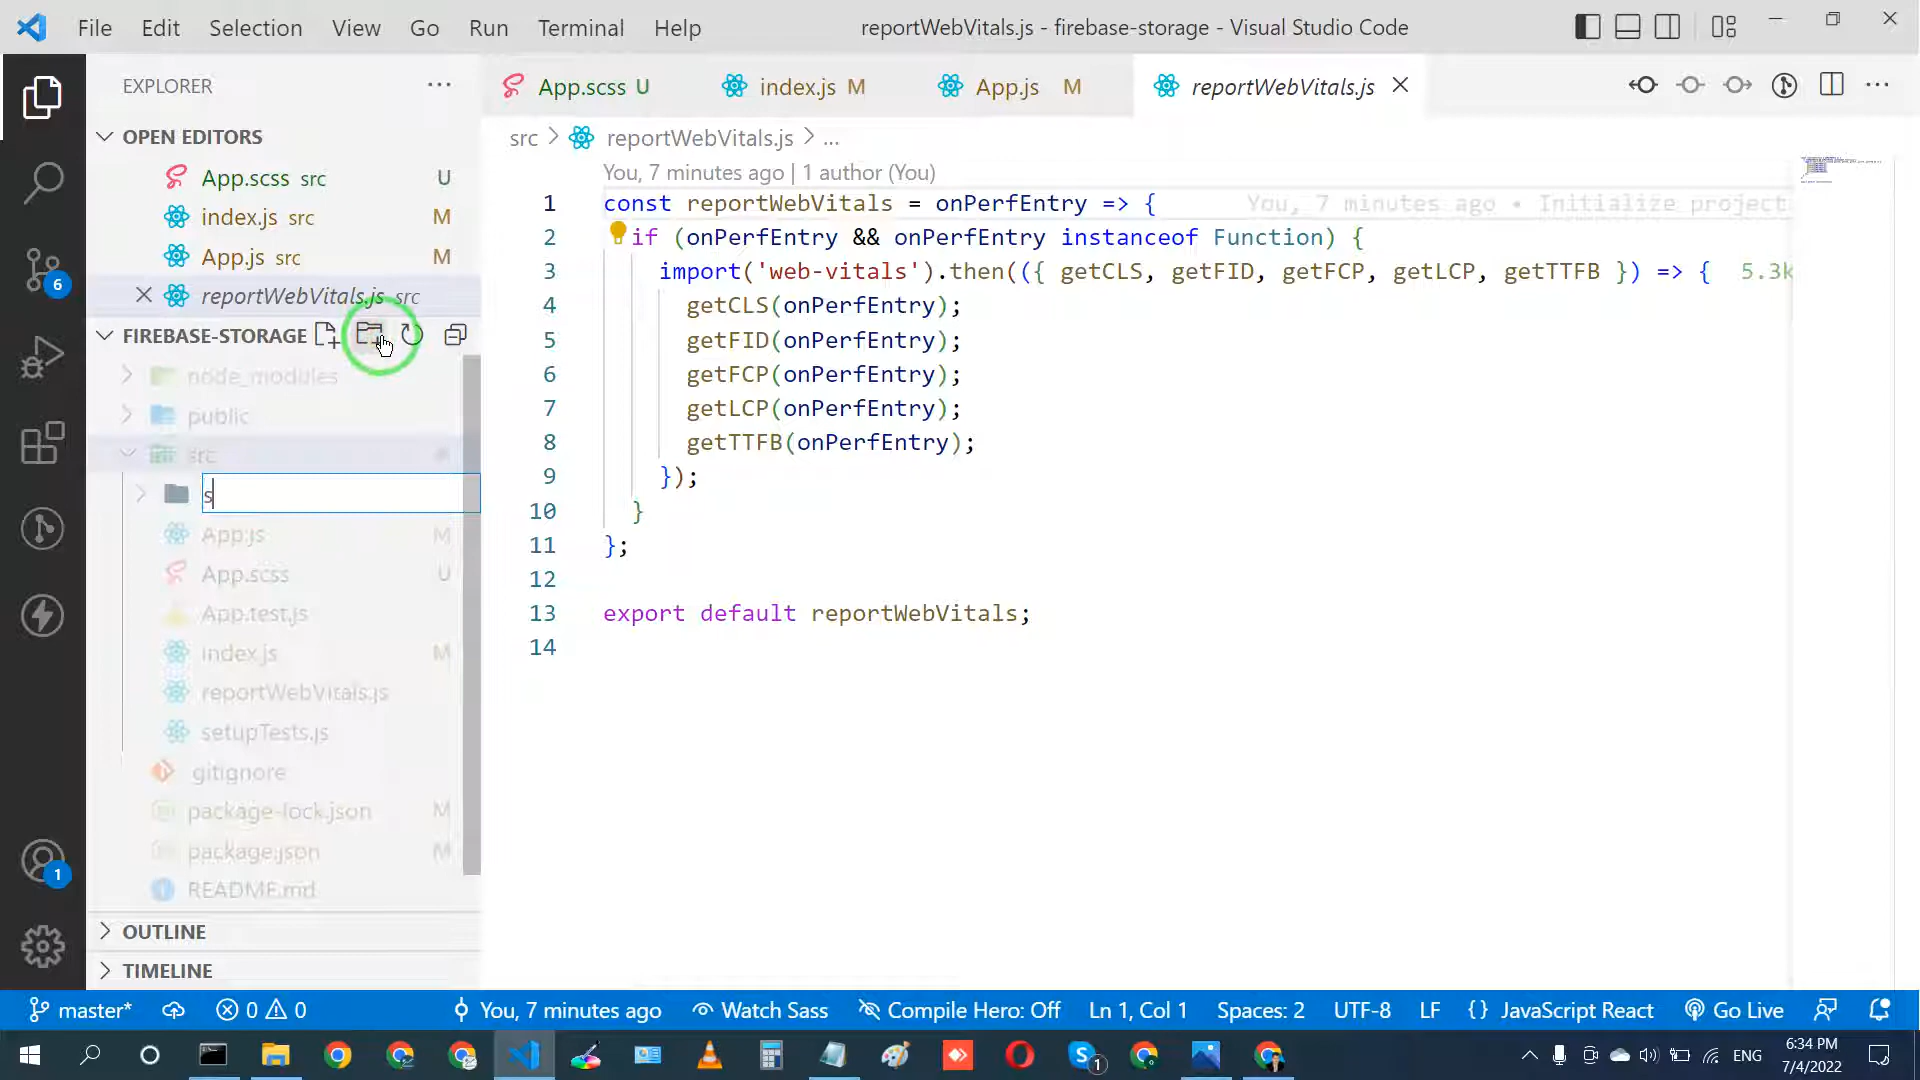 File Edit Selection View Go Run Terminal Help reportWebVitals.js - firebase-storage - Visual Studio Code
EXPLORER
App.scss U index.js M App.js M reportWebVitals.js
OPEN EDITORS
src reportWebVitals.js ...
App.scss src U
index.js src M
App.js src M
reportWebVitals.js src
FIREBASE-STORAGE
node_modules
public
src
s
App.js M
App.scss U
App.test.js
index.js M
reportWebVitals.js
setupTests.js
.gitignore
package-lock.json M
package.json M
README.md
OUTLINE
TIMELINE
You, 7 minutes ago | 1 author (You)
1 const reportWebVitals = onPerfEntry => { You, 7 minutes ago • Initialize project
2 if (onPerfEntry && onPerfEntry instanceof Function) {
3 import('web-vitals').then(({ getCLS, getFID, getFCP, getLCP, getTTFB }) => { 5.3k
4 getCLS(onPerfEntry);
5 getFID(onPerfEntry);
6 getFCP(onPerfEntry);
7 getLCP(onPerfEntry);
8 getTTFB(onPerfEntry);
9 });
10 }
11 };
12
13 export default reportWebVitals;
14
6
1
master* 0 0 You, 7 minutes ago Watch Sass Compile Hero: Off Ln 1, Col 1 Spaces: 2 UTF-8 LF {} JavaScript React Go Live
1 ENG 6:34 PM
7/4/2022